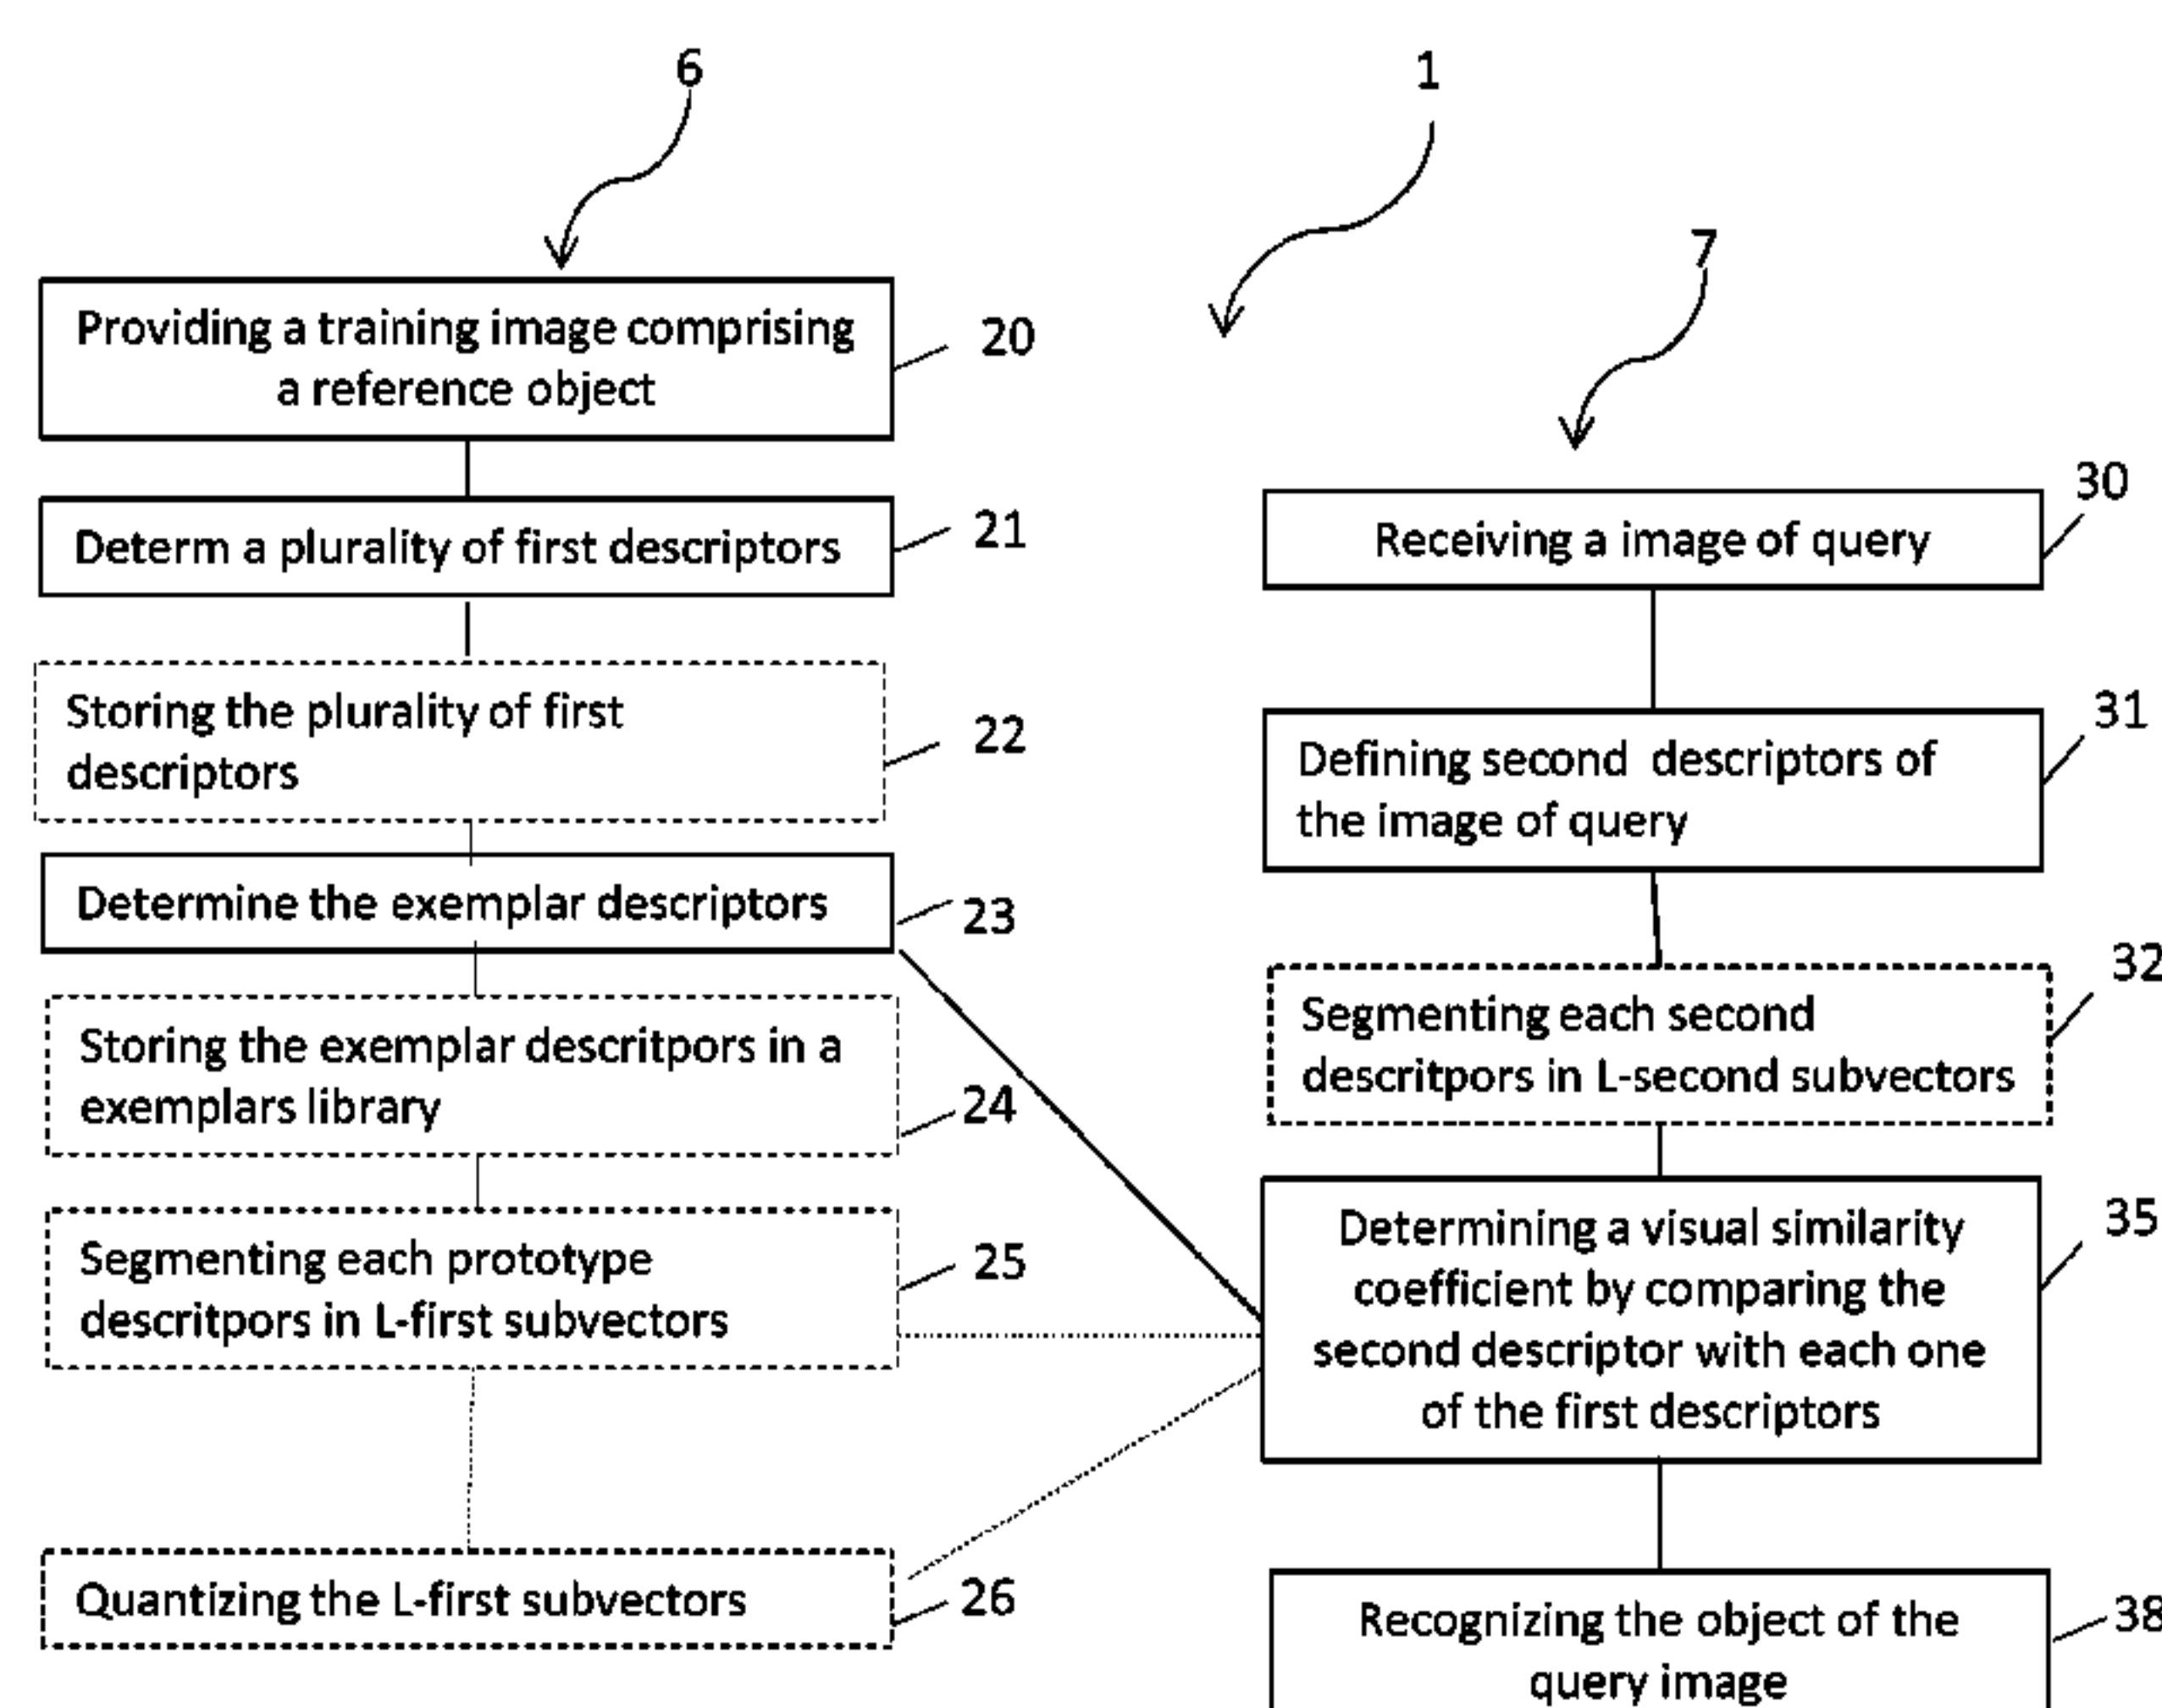 6
1
7
Providing a training image comprising
a reference object
20
Determ a plurality of first descriptors
21
Storing the plurality of first
descriptors
22
Determine the exemplar descriptors
23
Storing the exemplar descritpors in a
exemplars library
24
Segmenting each prototype
descritpors in L-first subvectors
25
Quantizing the L-first subvectors
26
Receiving a image of query
30
Defining second descriptors of
the image of query
31
Segmenting each second
descritpors in L-second subvectors
32
Determining a visual similarity
coefficient by comparing the
second descriptor with each one
of the first descriptors
35
Recognizing the object of the
query image
38